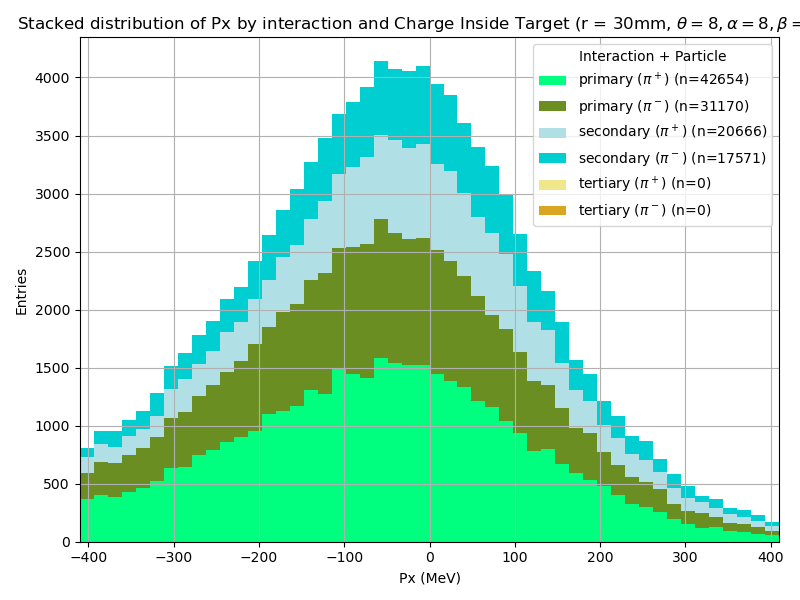 Stacked distribution of Px by interaction and Charge Inside Target (r = 30mm, θ = 8, α = 8, β =
Interaction + Particle
primary (π⁺) (n=42654)
primary (π⁻) (n=31170)
secondary (π⁺) (n=20666)
secondary (π⁻) (n=17571)
tertiary (π⁺) (n=0)
tertiary (π⁻) (n=0)
Entries
4000
3500
3000
2500
2000
1500
1000
500
0
−400 −300 −200 −100 0 100 200 300 400
Px (MeV)